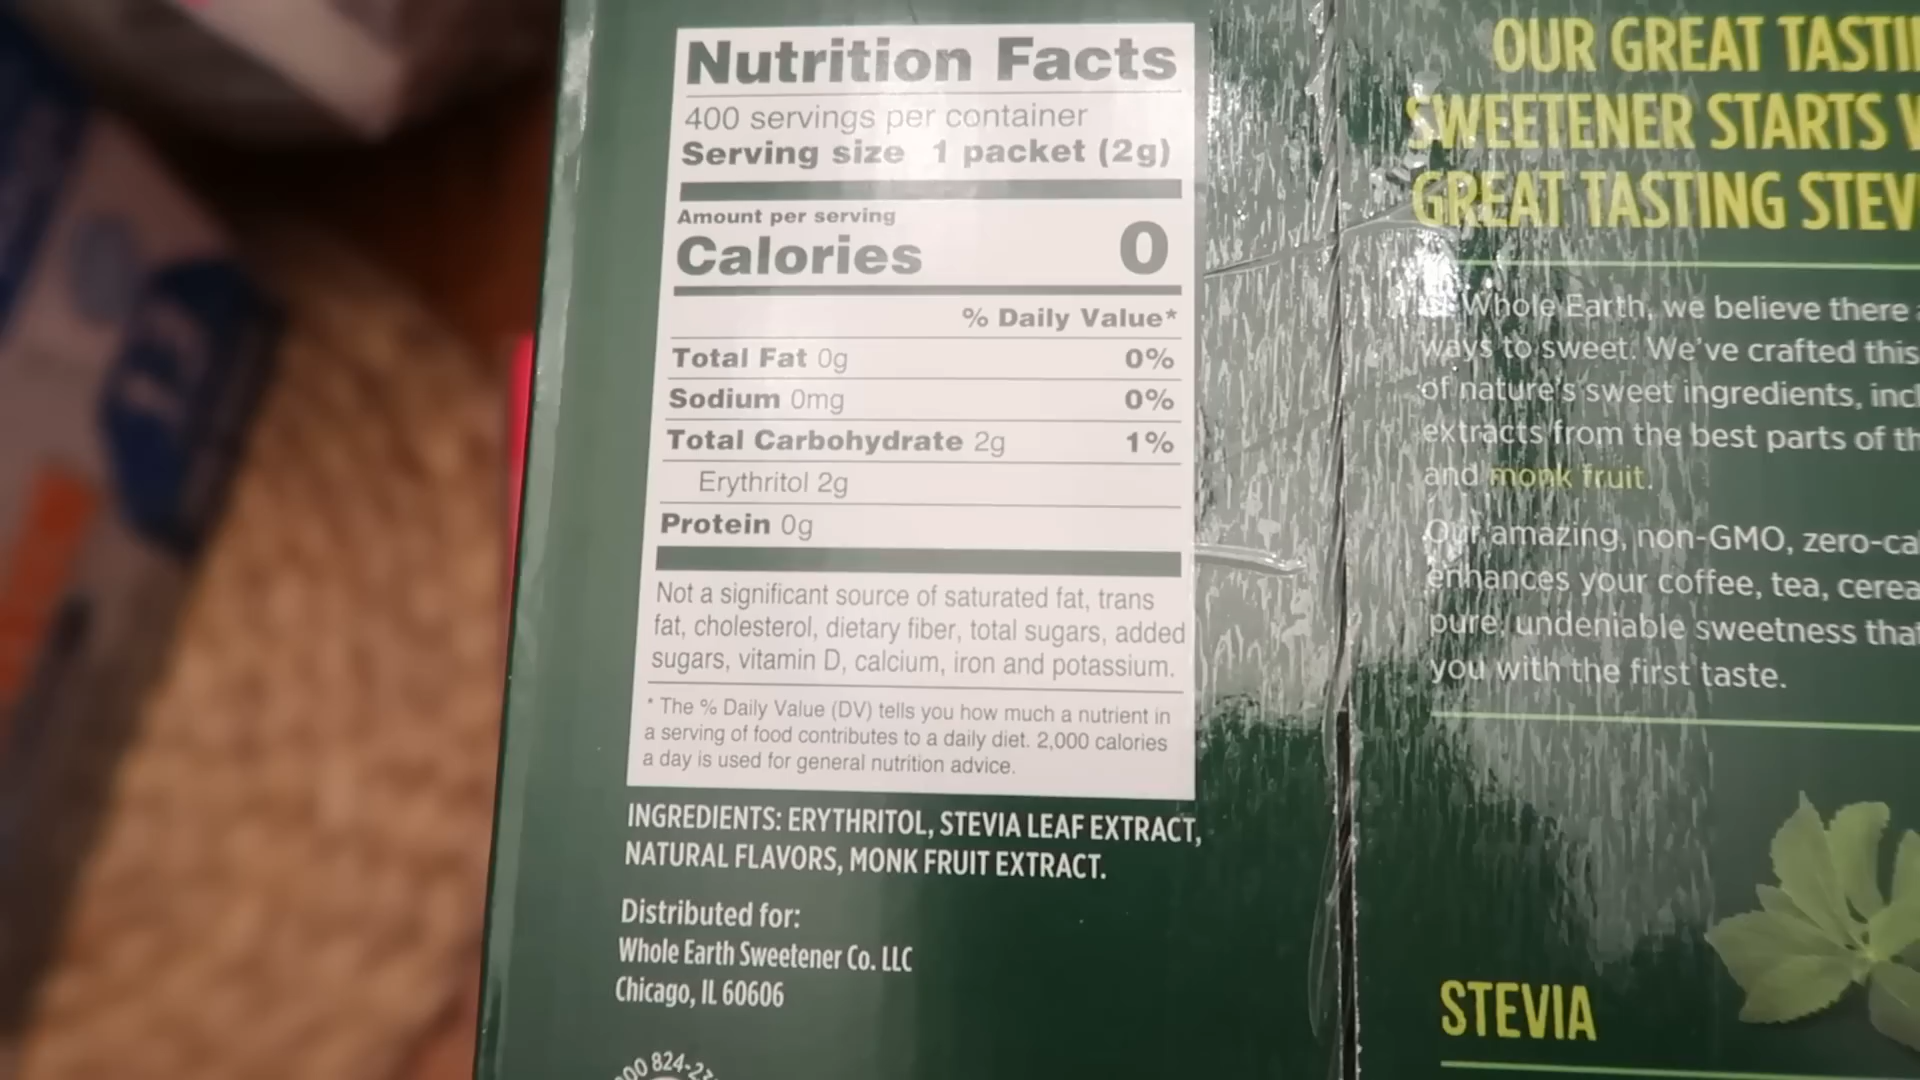 Nutrition Facts
400 servings per container
Serving size 1 packet (2g)
Amount per serving
Calories 0
% Daily Value*
Total Fat 0g 0%
Sodium 0mg 0%
Total Carbohydrate 2g 1%
Erythritol 2g
Protein 0g
Not a significant source of saturated fat, trans
fat, cholesterol, dietary fiber, total sugars, added
sugars, vitamin D, calcium, iron and potassium.
* The % Daily Value (DV) tells you how much a nutrient in
a serving of food contributes to a daily diet. 2,000 calories
a day is used for general nutrition advice.
INGREDIENTS: ERYTHRITOL, STEVIA LEAF EXTRACT,
NATURAL FLAVORS, MONK FRUIT EXTRACT.
Distributed for:
Whole Earth Sweetener Co. LLC
Chicago, IL 60606
824-2
OUR GREAT
SWEETENER STARTS
GREAT TASTING
Whole Earth, we believe there
ways to sweet. We've crafted this
of nature's sweet ingredients,
extracts from the best parts of
and monk fruit.
Our amazing, non-GMO,
enhances your coffee, tea,
pure, undeniable sweetness
you with the first taste.
STEVIA